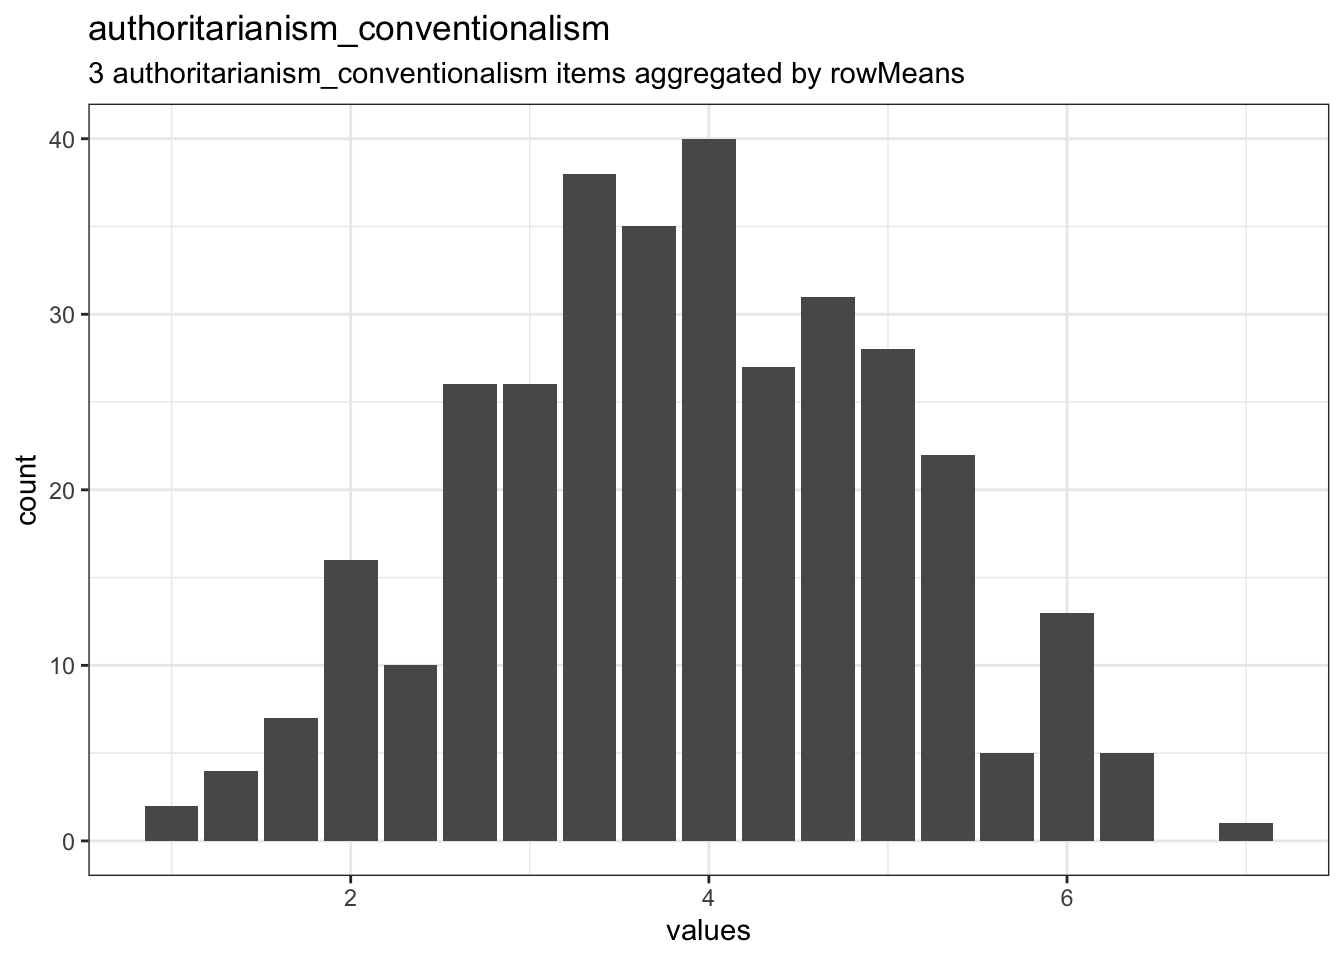 authoritarianism_conventionalism
3 authoritarianism_conventionalism items aggregated by rowMeans
40
30
20
10
0
count
2 4 6
values